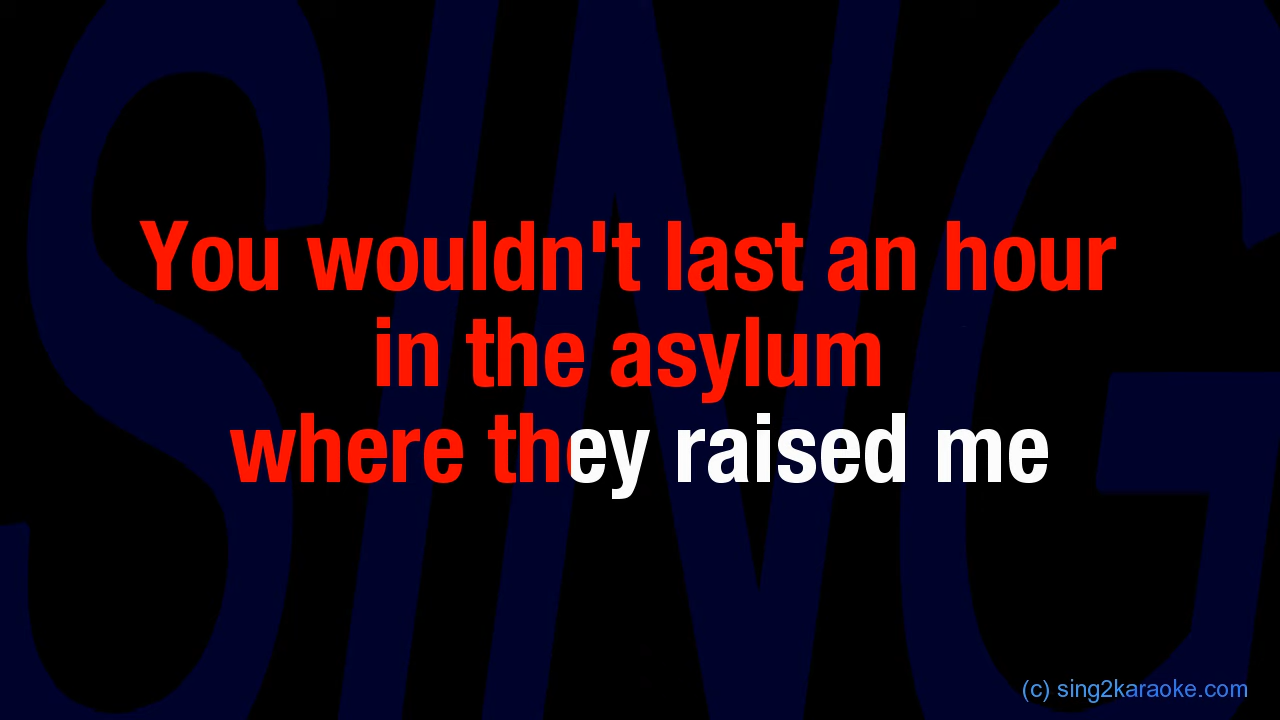 SING
You wouldn't last an hour
in the asylum
where they raised me
(c) sing2karaoke.com